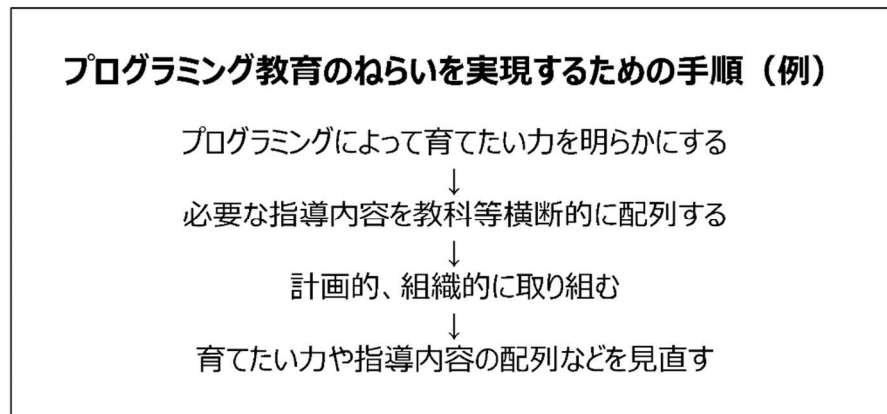 プログラミング教育のねらいを実現するための手順（例）
プログラミングによって育てたい力を明らかにする
↓
必要な指導内容を教科等横断的に配列する
↓
計画的、組織的に取り組む
↓
育てたい力や指導内容の配列などを見直す